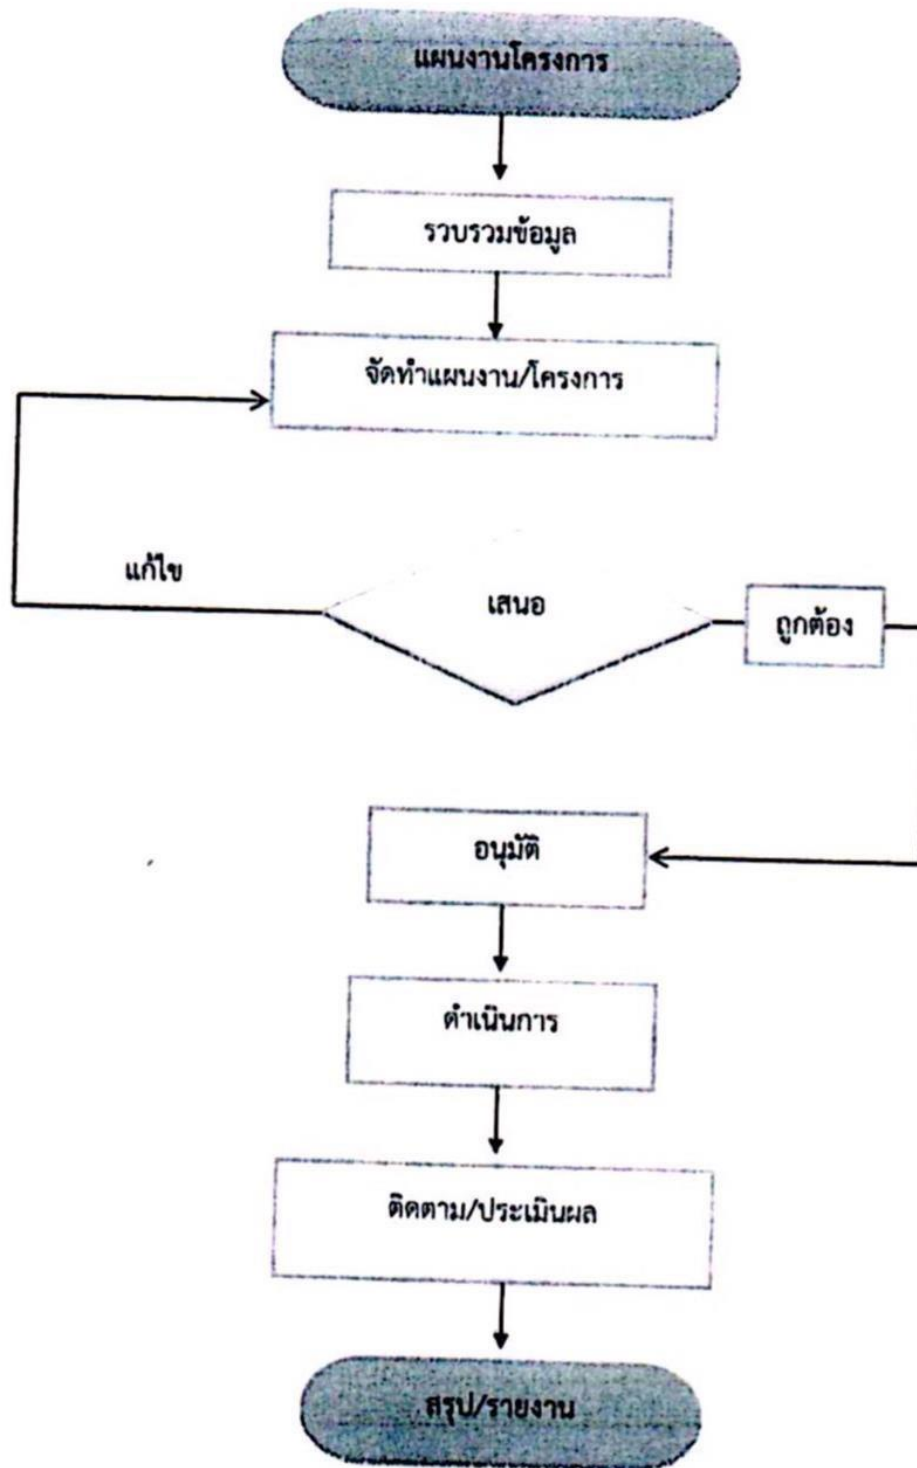 แผนงานโครงการ
รวบรวมข้อมูล
จัดทำแผนงาน/โครงการ
แก้ไข
เสนอ
ถูกต้อง
อนุมัติ
ดำเนินการ
ติดตาม/ประเมินผล
สรุป/รายงาน